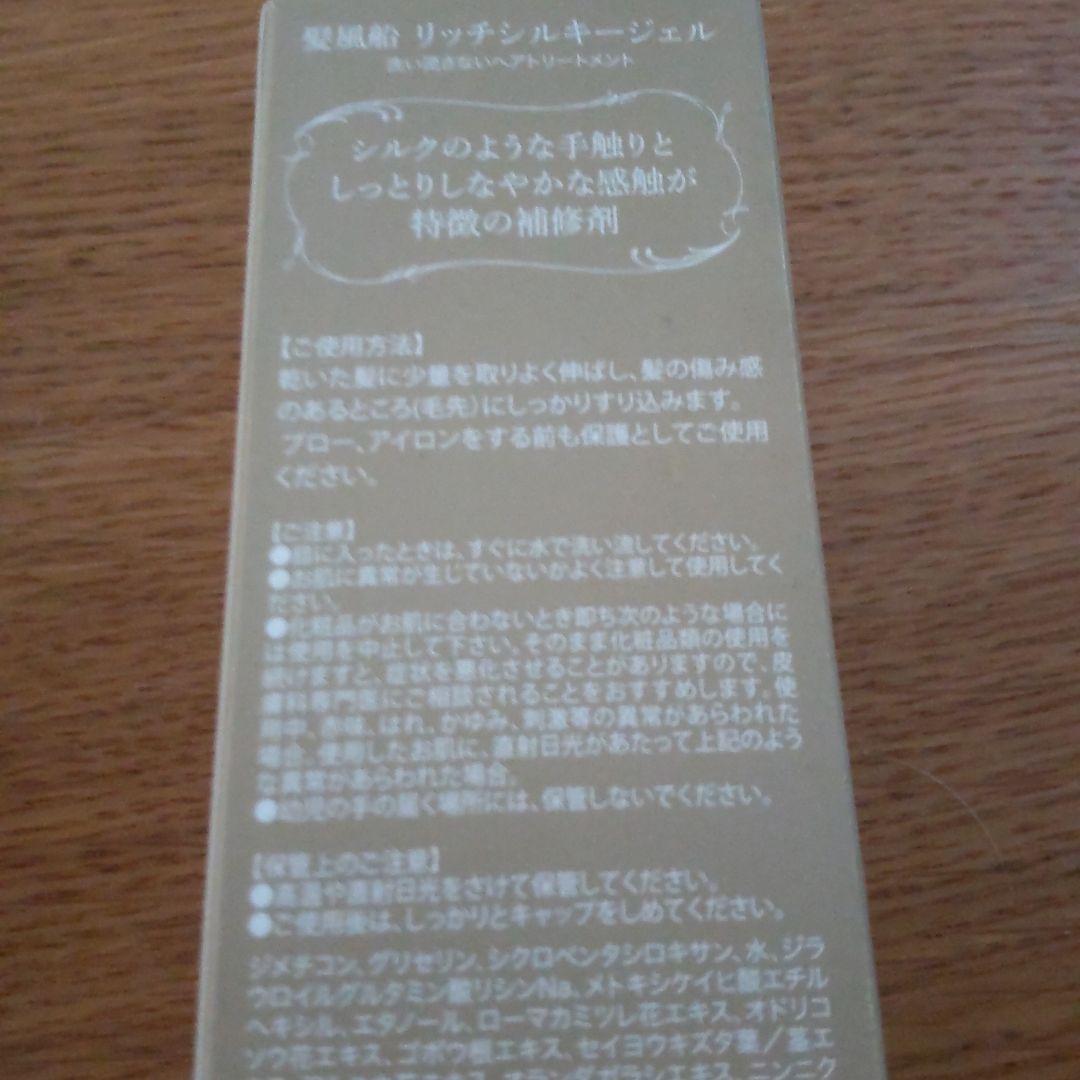 髪風船 リッチシルキージェル
洗い流さないヘアトリートメント
シルクのような手触りと
しっとりしなやかな感触が
特徴の補修剤
【ご使用方法】
乾いた髪に少量を取りよく伸ばし、髪の傷み感
のあるところ(毛先)にしっかりすり込みます。
ブロー、アイロンをする前も保護としてご使用
ください。
【ご注意】
●目に入ったときは、すぐに水で洗い流してください。
●お肌に異常が生じていないかよく注意して使用してく
ださい。
●化粧品がお肌に合わないとき即ち次のような場合に
は使用を中止して下さい。そのまま化粧品類の使用を
続けますと、症状を悪化させることがありますので、皮
膚科専門医にご相談されることをおすすめします。使
用中、赤味、はれ、かゆみ、刺激等の異常があらわれた
場合。使用したお肌に、直射日光があたって上記のよう
な異常があらわれた場合。
●幼児の手の届く場所には、保管しないでください。
【保管上のご注意】
●高温や直射日光をさけて保管してください。
●ご使用後は、しっかりとキャップをしめてください。
ジメチコン、グリセリン、シクロペンタシロキサン、水、ジラ
ウロイルグルタミン酸リシンNa、メトキシケイヒ酸エチル
ヘキシル、エタノール、ローマカミツレ花エキス、オドリコ
ソウ花エキス、ゴボウ根エキス、セイヨウキズタ葉／茎エ
オランダガラシエキス、ニンニク